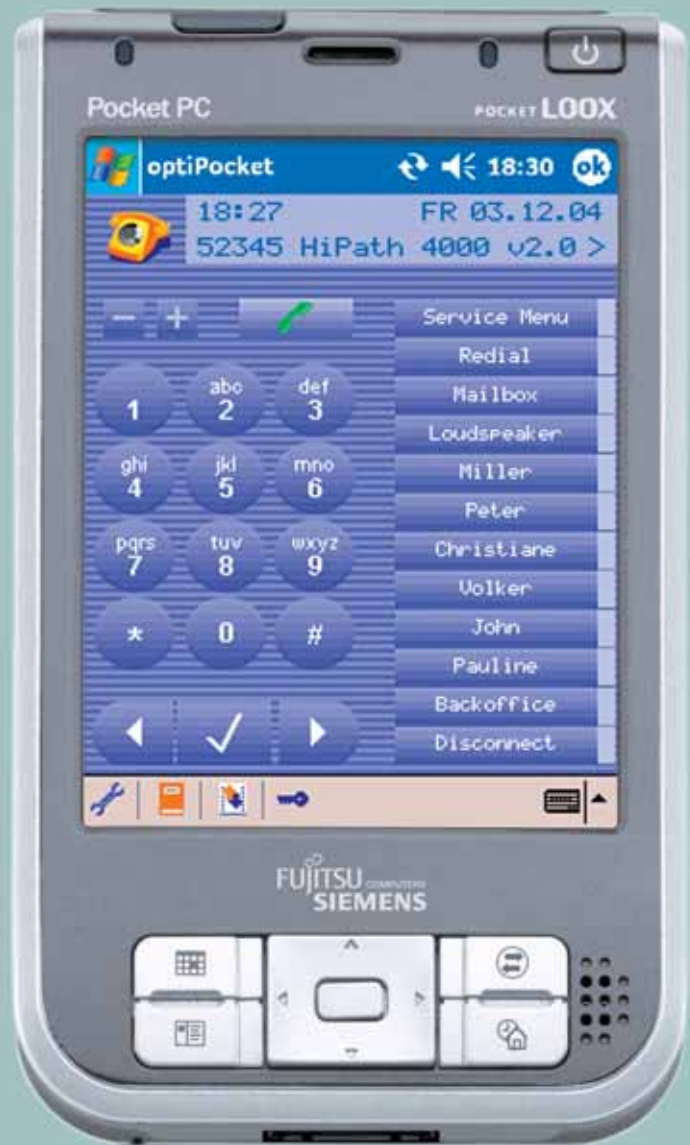 Pocket PC POCKET LOOX
optiPocket 18:30 ok
18:27 FR 03.12.04
52345 HiPath 4000 v2.0 >
- + Service Menu
Redial
1 abc 2 def 3 Mailbox
Loudspeaker
ghi 4 jkl 5 mno 6 Miller
Peter
pqrs 7 tuv 8 wxyz 9 Christiane
Volker
* 0 # John
Pauline
Backoffice
Disconnect
FUJITSU COMPUTERS
SIEMENS